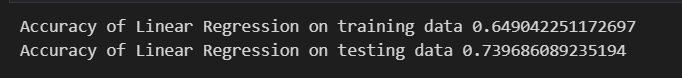 Accuracy of Linear Regression on training data 0.649042251172697
Accuracy of Linear Regression on testing data 0.739686089235194